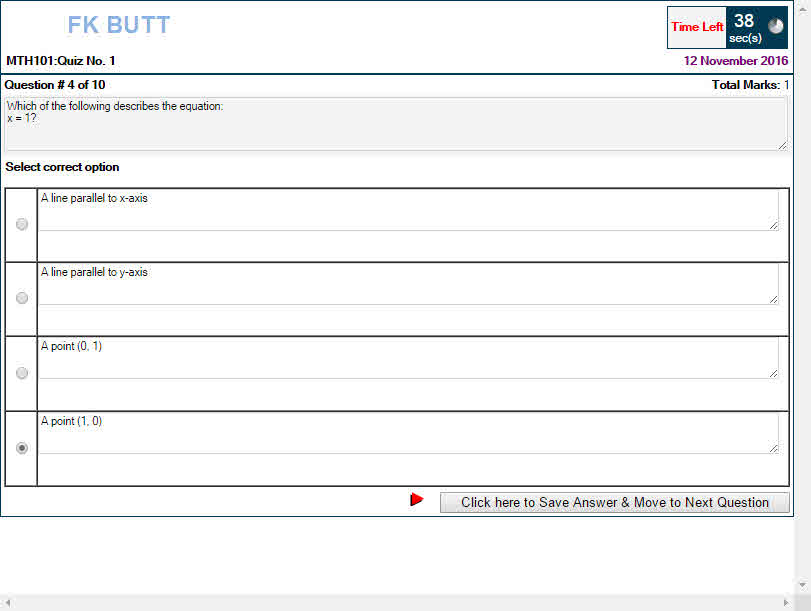 FK BUTT
Time Left 38
sec(s)
MTH101:Quiz No. 1
12 November 2016
Question # 4 of 10
Total Marks: 1
Which of the following describes the equation:
x = 1?
Select correct option
A line parallel to x-axis
A line parallel to y-axis
A point (0, 1)
A point (1, 0)
Click here to Save Answer & Move to Next Question